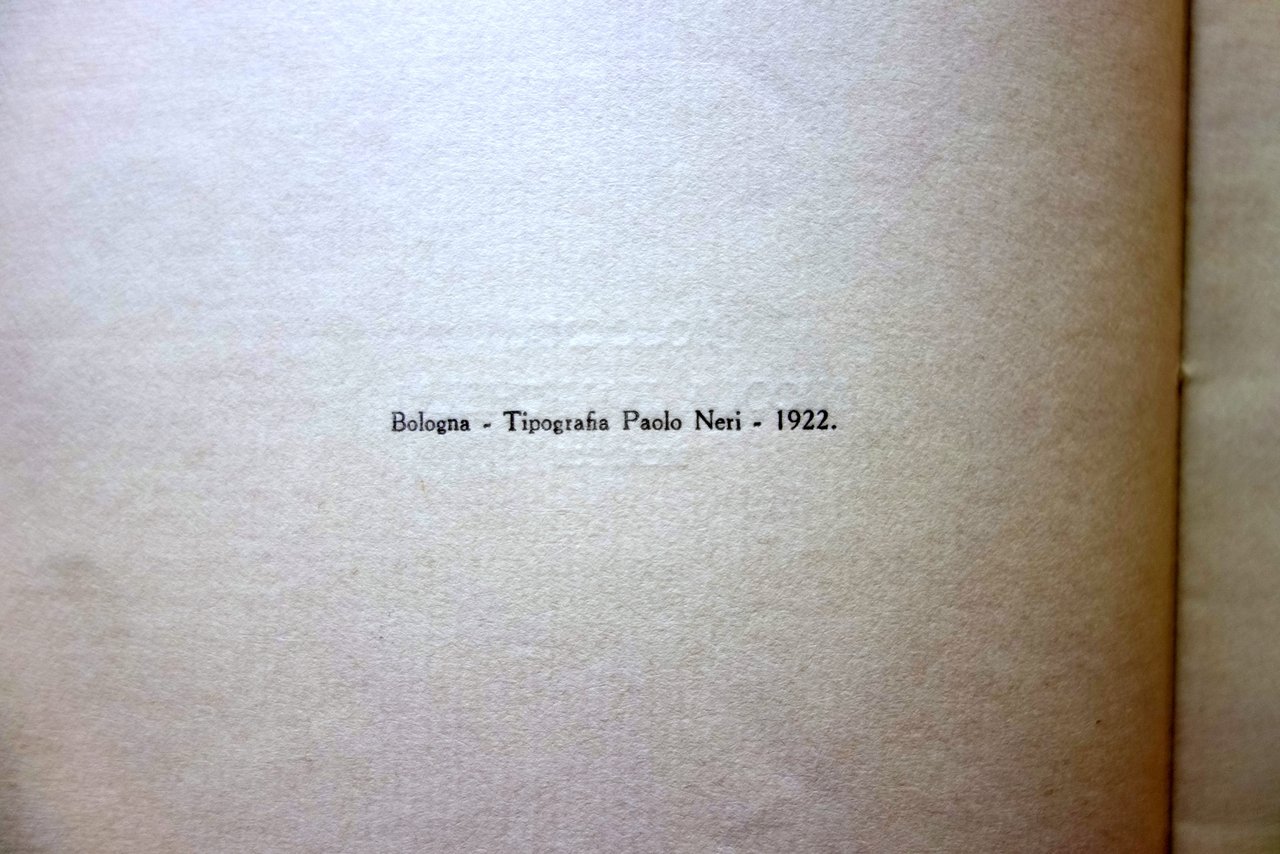 Bologna - Tipografia Paolo Neri - 1922.